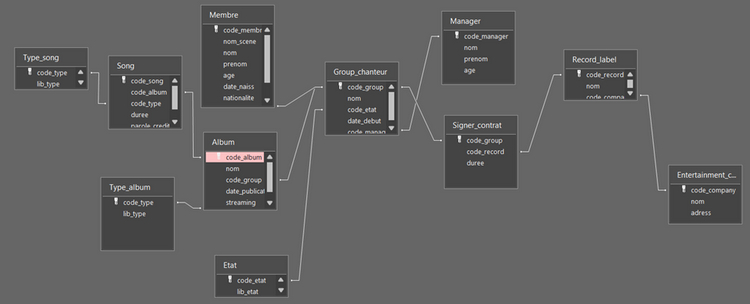 Type_song
code_type
lib_type
Song
code_song
code_album
code_type
duree
parole_credit
Membre
code_membr
nom_scene
nom
prenom
age
date_naiss
nationalite
Album
code_album
nom
code_group
date_publicat
streaming
Type_album
code_type
lib_type
Etat
code_etat
lib_etat
Group_chanteur
code_group
nom
code_etat
date_debut
code_manag
Manager
code_manager
nom
prenom
age
Signer_contrat
code_group
code_record
duree
Record_label
code_record
nom
code_compa
Entertainment_c...
code_company
nom
adress